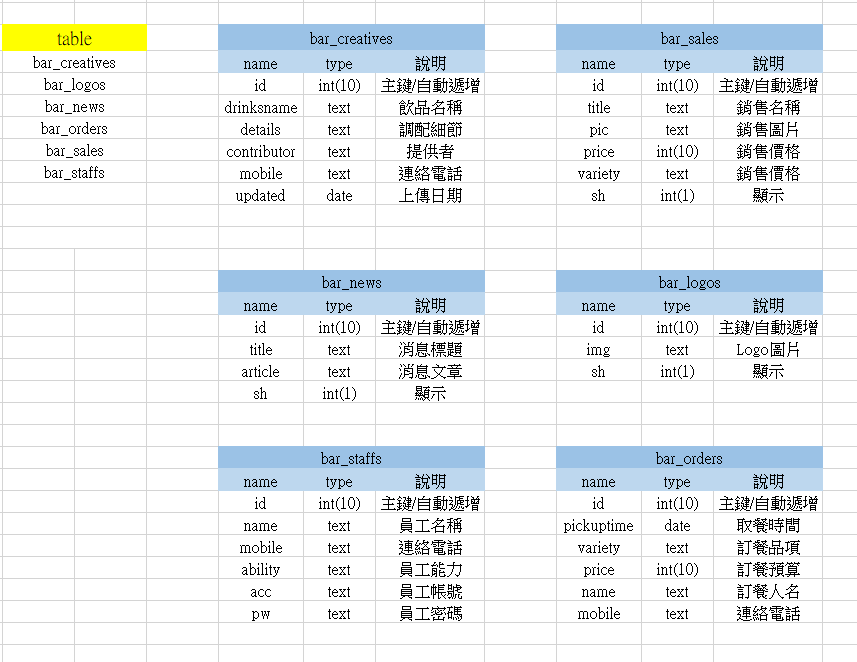 table
bar_creatives
bar_logos
bar_news
bar_orders
bar_sales
bar_staffs
bar_creatives
name type 說明
id int(10) 主鍵/自動遞增
drinksname text 飲品名稱
details text 調配細節
contributor text 提供者
mobile text 連絡電話
updated date 上傳日期
bar_sales
name type 說明
id int(10) 主鍵/自動遞增
title text 銷售名稱
pic text 銷售圖片
price int(10) 銷售價格
variety text 銷售價格
sh int(1) 顯示
bar_news
name type 說明
id int(10) 主鍵/自動遞增
title text 消息標題
article text 消息文章
sh int(1) 顯示
bar_logos
name type 說明
id int(10) 主鍵/自動遞增
img text Logo圖片
sh int(1) 顯示
bar_staffs
name type 說明
id int(10) 主鍵/自動遞增
name text 員工名稱
mobile text 連絡電話
ability text 員工能力
acc text 員工帳號
pw text 員工密碼
bar_orders
name type 說明
id int(10) 主鍵/自動遞增
pickuptime date 取餐時間
variety text 訂餐品項
price int(10) 訂餐預算
name text 訂餐人名
mobile text 連絡電話